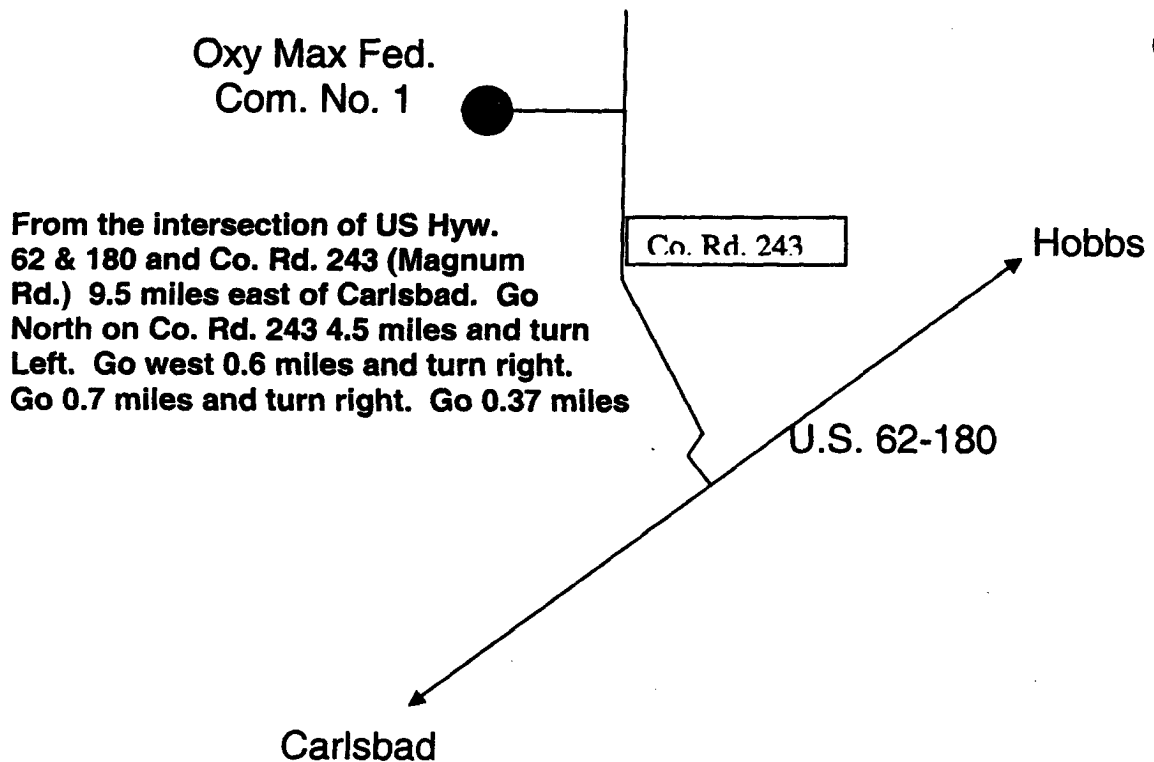 Oxy Max Fed.
Com. No. 1
From the intersection of US Hyw.
62 & 180 and Co. Rd. 243 (Magnum
Rd.) 9.5 miles east of Carlsbad. Go
North on Co. Rd. 243 4.5 miles and turn
Left. Go west 0.6 miles and turn right.
Go 0.7 miles and turn right. Go 0.37 miles
Co. Rd. 243
Hobbs
U.S. 62-180
Carlsbad